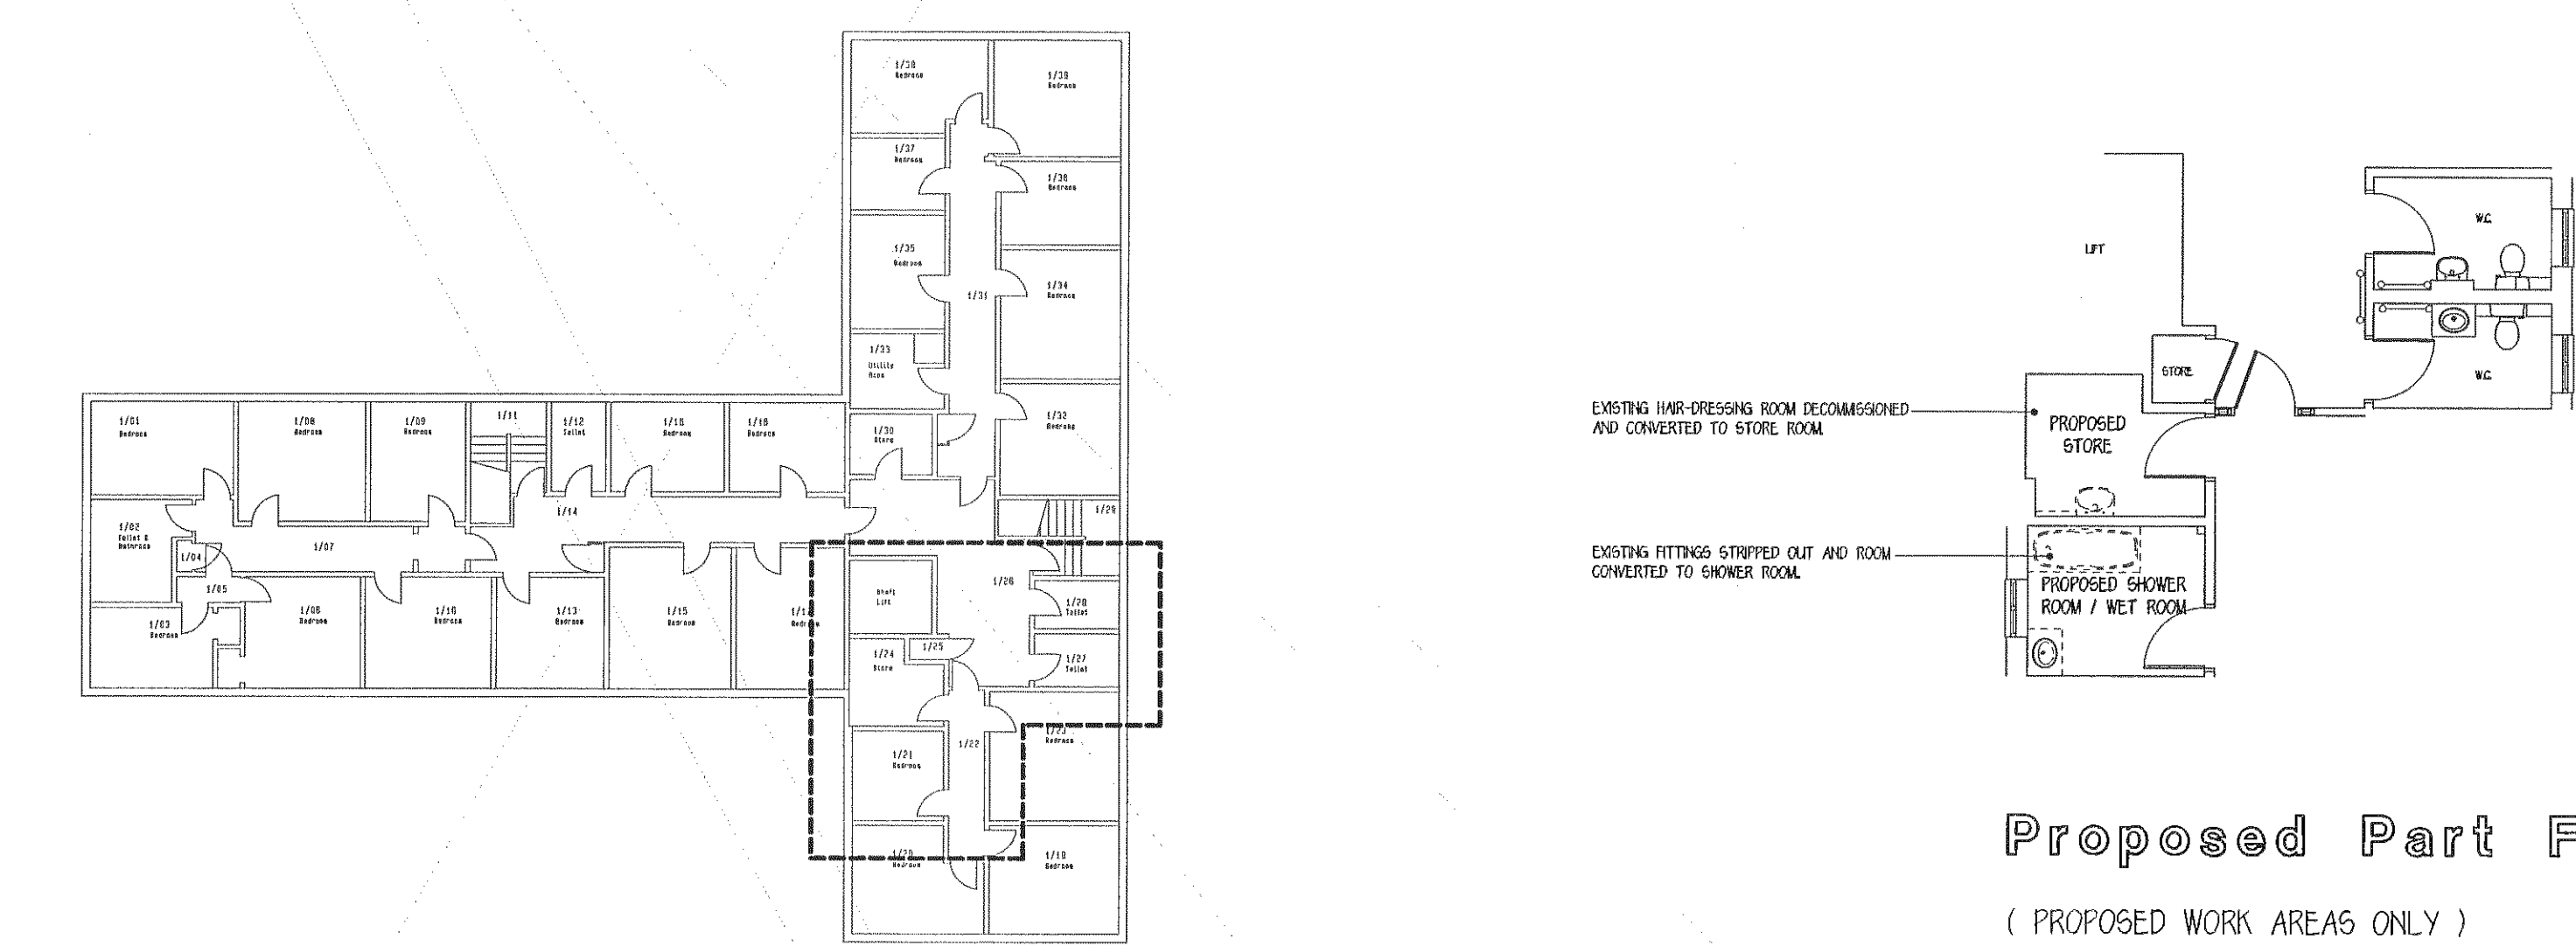 1/38
Bedroom
1/39
Bedroom
1/37
Bedroom
1/36
Bedroom
1/35
Bedroom
1/34
Bedroom
1/31
1/33
Utility
Room
1/32
Bedroom
1/30
Store
1/29
1/01
Bedroom
1/08
Bedroom
1/09
Bedroom
1/11
1/12
Toilet
1/16
Bedroom
1/18
Bedroom
1/02
Toilet &
Bathroom
1/04
1/07
1/14
1/05
1/03
Bedroom
1/06
Bedroom
1/10
Bedroom
1/13
Bedroom
1/15
Bedroom
Shaft
Lift
1/26
1/28
Toilet
1/27
Toilet
1/25
1/24
Store
1/23
Bedroom
1/22
1/21
Bedroom
1/20
Bedroom
1/19
Bedroom
LIFT
W.C.
W.C.
STORE
EXISTING HAIR-DRESSING ROOM DECOMMISSIONED
AND CONVERTED TO STORE ROOM.
PROPOSED
STORE
EXISTING FITTINGS STRIPPED OUT AND ROOM
CONVERTED TO SHOWER ROOM.
PROPOSED SHOWER
ROOM / WET ROOM
Proposed Part F
( PROPOSED WORK AREAS ONLY )